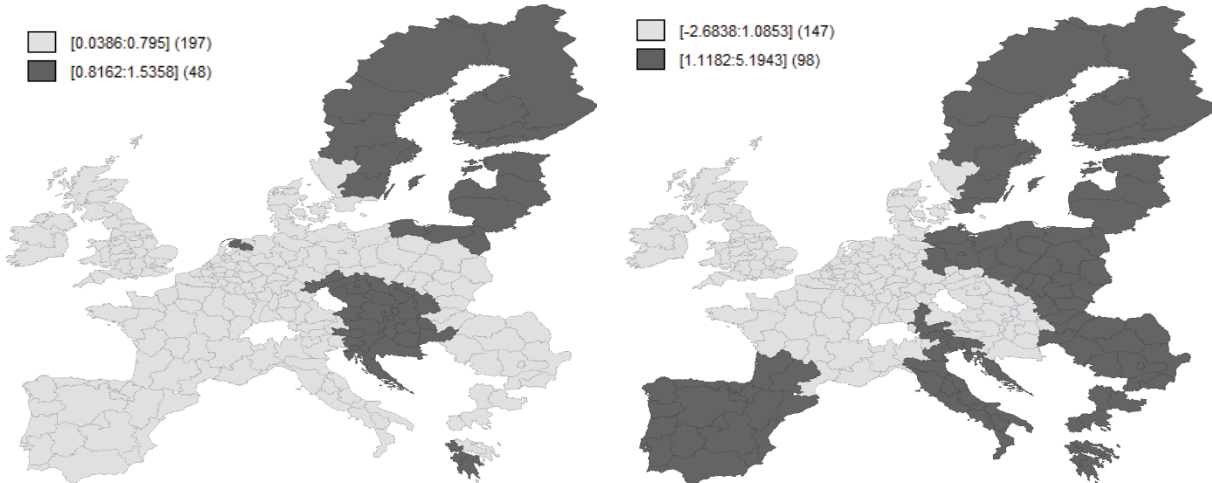 [0.0386:0.795] (197)
[0.8162:1.5358] (48)
[-2.6838:1.0853] (147)
[1.1182:5.1943] (98)